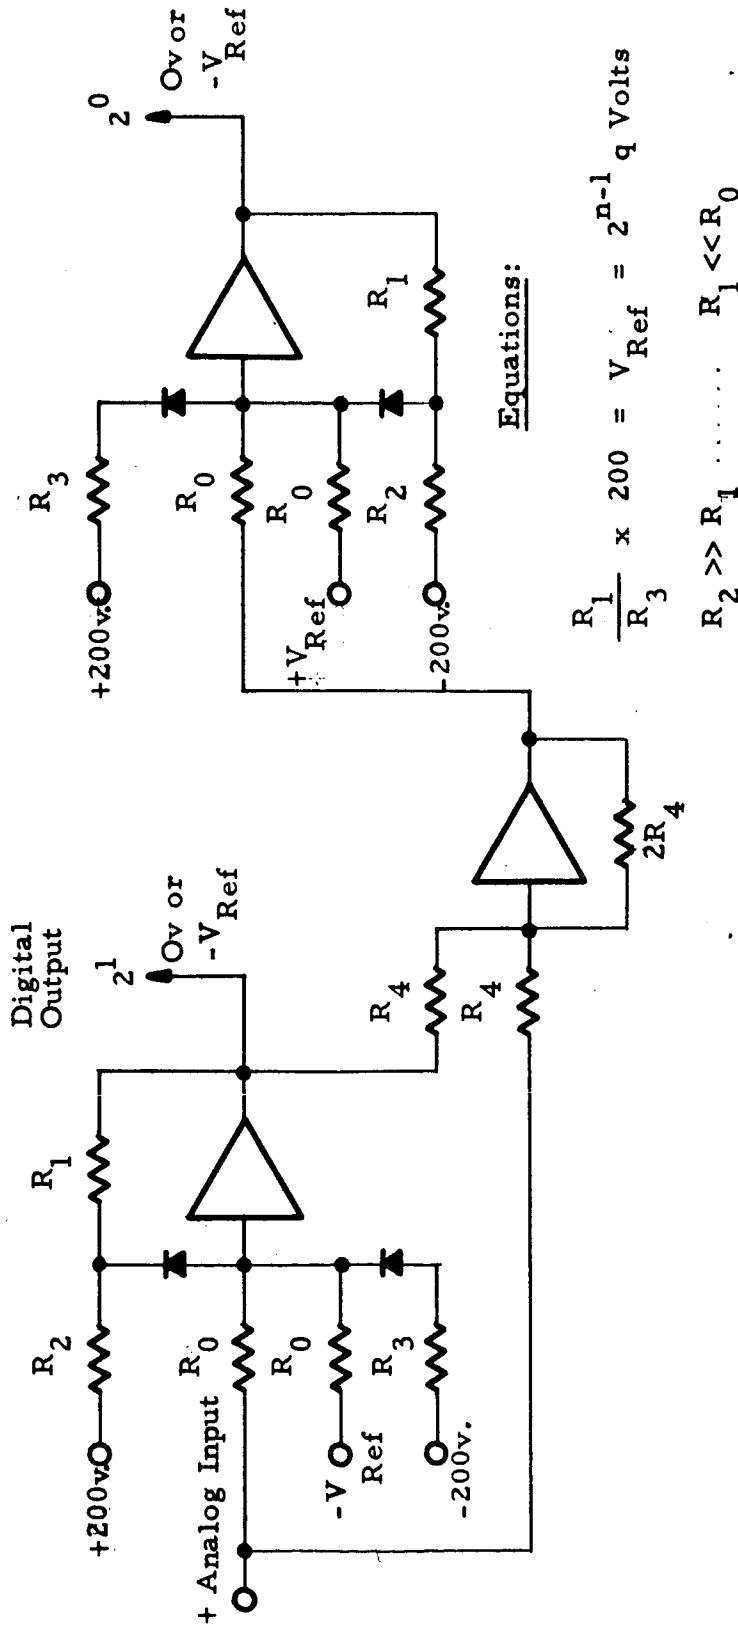 Digital
Output
2^1
0v or
-V_Ref
+200v.
R_2
R_1
+ Analog Input
R_0
-V_Ref
R_0
-200v.
R_3
R_4
R_4
2R_4
2^0
0v or
-V_Ref
+200v.
R_3
R_0
+V_Ref
R_0
-200v.
R_2
R_1
Equations:
R_1/R_3 x 200 = V_Ref = 2^{n-1} q Volts
R_2 >> R_1 ...... R_1 << R_0